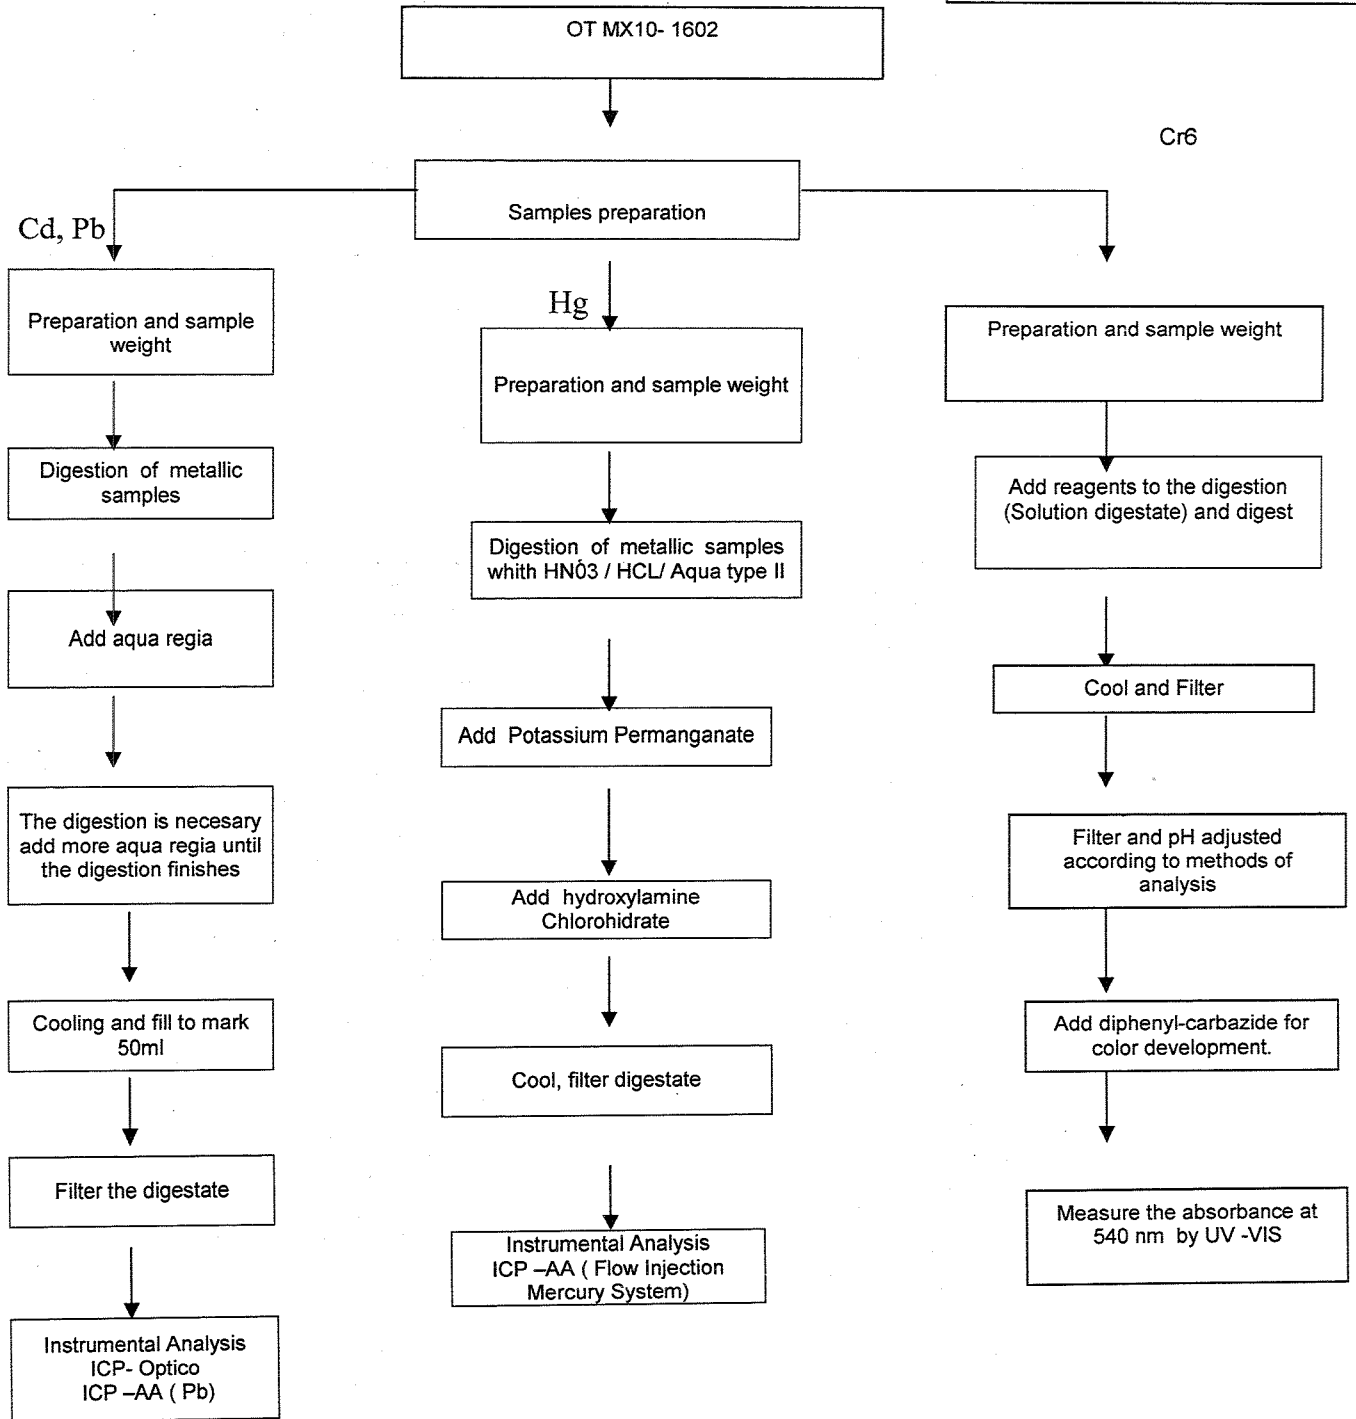 OT MX10- 1602
Cr6
Samples preparation
Cd, Pb
Preparation and sample
weight
Digestion of metallic
samples
Add aqua regia
The digestion is necesary
add more aqua regia until
the digestion finishes
Cooling and fill to mark
50ml
Filter the digestate
Instrumental Analysis
ICP- Optico
ICP –AA ( Pb)
Hg
Preparation and sample weight
Digestion of metallic samples
whith HNÓ3 / HCL/ Aqua type II
Add Potassium Permanganate
Add hydroxylamine
Chlorohidrate
Cool, filter digestate
Instrumental Analysis
ICP –AA ( Flow Injection
Mercury System)
Preparation and sample weight
Add reagents to the digestion
(Solution digestate) and digest
Cool and Filter
Filter and pH adjusted
according to methods of
analysis
Add diphenyl-carbazide for
color development.
Measure the absorbance at
540 nm by UV -VIS